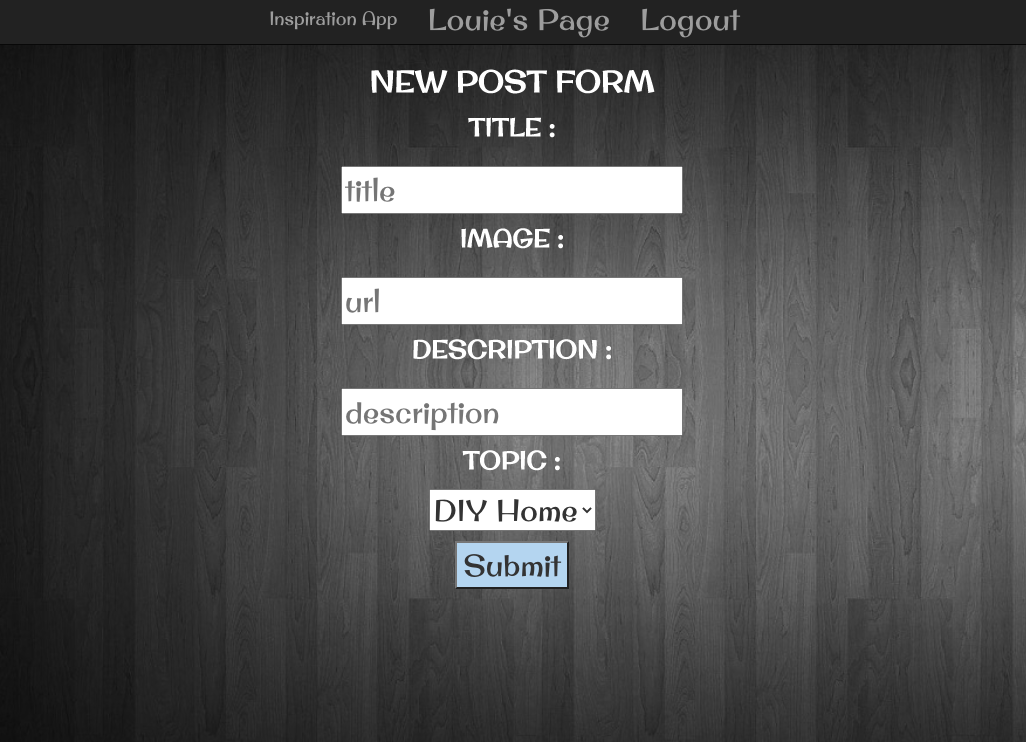 Inspiration App Louie's Page Logout
NEW POST FORM
TITLE :
title
IMAGE :
url
DESCRIPTION :
description
TOPIC :
DIY Home
Submit